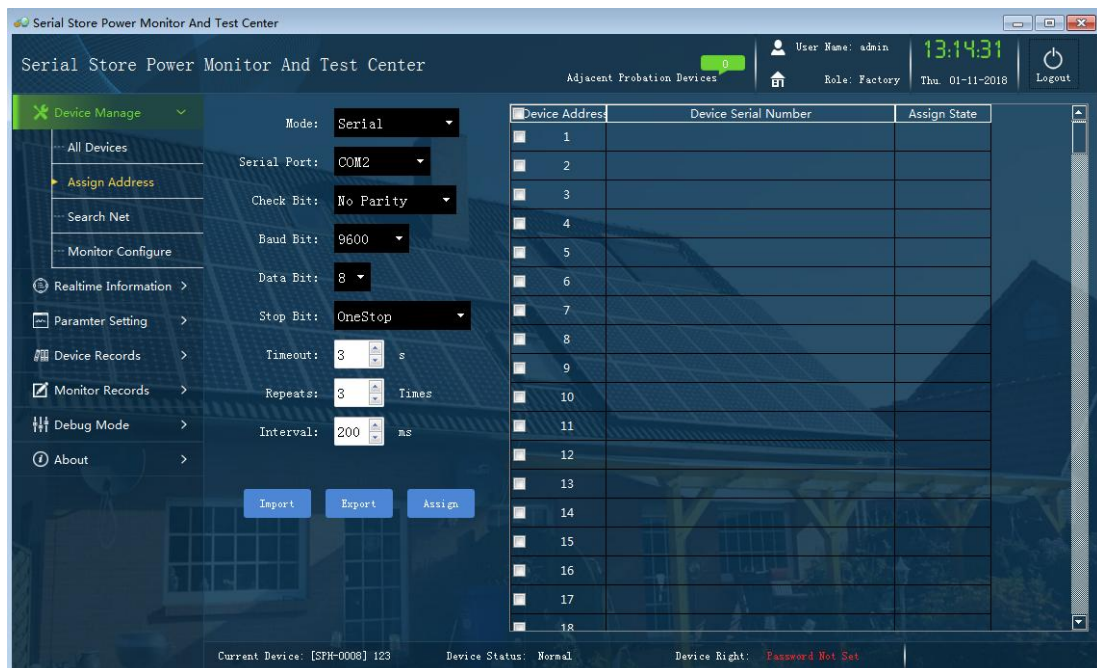 Serial Store Power Monitor And Test Center
Serial Store Power Monitor And Test Center
Adjacent Probation Devices
0
User Name: admin
Role: Factory
13:14:31
Thu. 01-11-2018
Logout
Device Manage
All Devices
Assign Address
Search Net
Monitor Configure
Realtime Information
Paramter Setting
Device Records
Monitor Records
Debug Mode
About
Mode: Serial
Serial Port: COM2
Check Bit: No Parity
Baud Bit: 9600
Data Bit: 8
Stop Bit: OneStop
Timeout: 3 s
Repeats: 3 Times
Interval: 200 ms
Import Export Assign
Device Address Device Serial Number Assign State
1
2
3
4
5
6
7
8
9
10
11
12
13
14
15
16
17
18
Current Device: [SPH-0008] 123 Device Status: Normal Device Right: Password Not Set